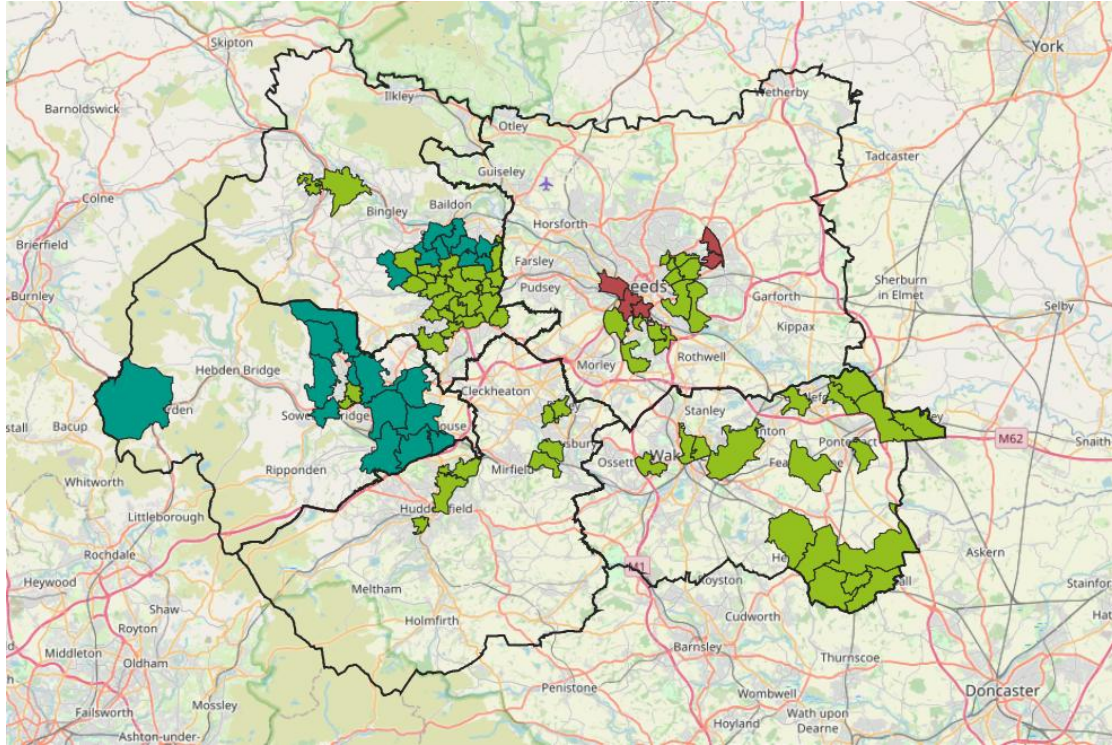 Skipton
York
Ilkley
Wetherby
Barnoldswick
Otley
Tadcaster
Guiseley
Colne
Bingley
Baildon
Horsforth
Brierfield
Farsley
Sherburn
in Elmet
Burnley
Pudsey
eeds
Garforth
Selby
Kippax
Hebden Bridge
Morley
Rothwell
Cleckheaton
Stanley
Bacup
M62
Snaith
Ripponden
Mirfield
Ossett
Wak
Whitworth
Littleborough
Rochdale
Askern
Heywood
M1
Royston
Meltham
Shaw
Cudworth
Royton
Holmfirth
Middleton
Oldham
Barnsley
Thurnscoe
Penistone
Mossley
Wombwell
Doncaster
Failsworth
Wath upon
Dearne
Hoyland
Ashton-under-